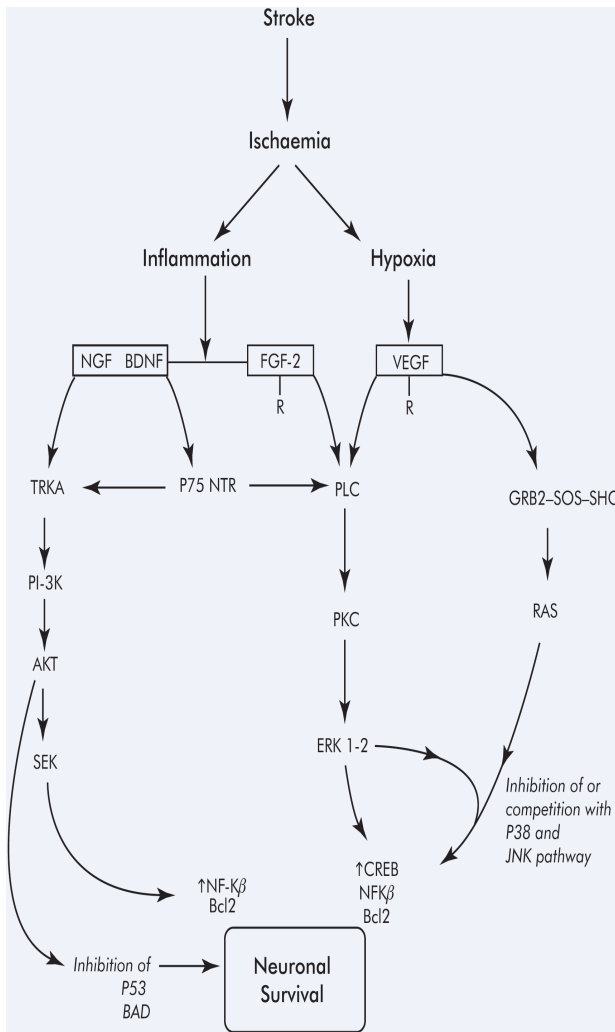 Stroke
Ischaemia
Inflammation
Hypoxia
NGF BDNF
FGF-2
VEGF
R
R
TRKA
P75 NTR
PLC
GRB2–SOS–SHC
PI-3K
PKC
RAS
AKT
SEK
ERK 1-2
Inhibition of or
competition with
P38 and
JNK pathway
↑NF-Kβ
Bcl2
↑CREB
NFKβ
Bcl2
Inhibition of
P53
BAD
Neuronal
Survival